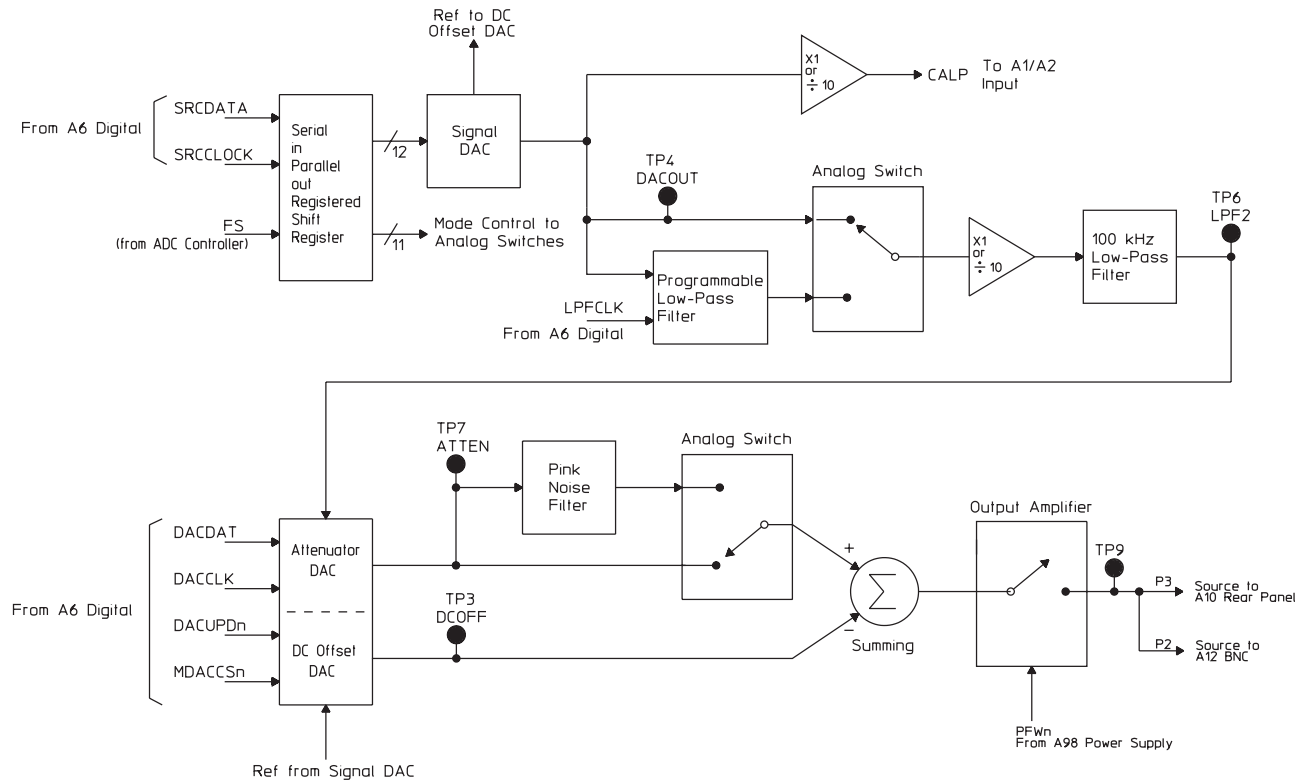 Ref to DC
Offset DAC
X1
or
÷ 10
CALP
To A1/A2
Input
From A6 Digital
SRCDATA
SRCCLOCK
FS
(from ADC Controller)
Serial
in
Parallel
out
Registered
Shift
Register
12
11
Signal
DAC
Mode Control to
Analog Switches
TP4
DACOUT
Analog Switch
TP6
LPF2
Programmable
Low-Pass
Filter
LPFCLK
From A6 Digital
X1
or
÷ 10
100 kHz
Low-Pass
Filter
TP7
ATTEN
Pink
Noise
Filter
Analog Switch
From A6 Digital
DACDAT
DACCLK
DACUPDn
MDACCSn
Attenuator
DAC
DC Offset
DAC
TP3
DCOFF
+
−
Σ
Summing
Output Amplifier
TP9
P3
Source to
A10 Rear Panel
P2
Source to
A12 BNC
PFWn
From A98 Power Supply
Ref from Signal DAC